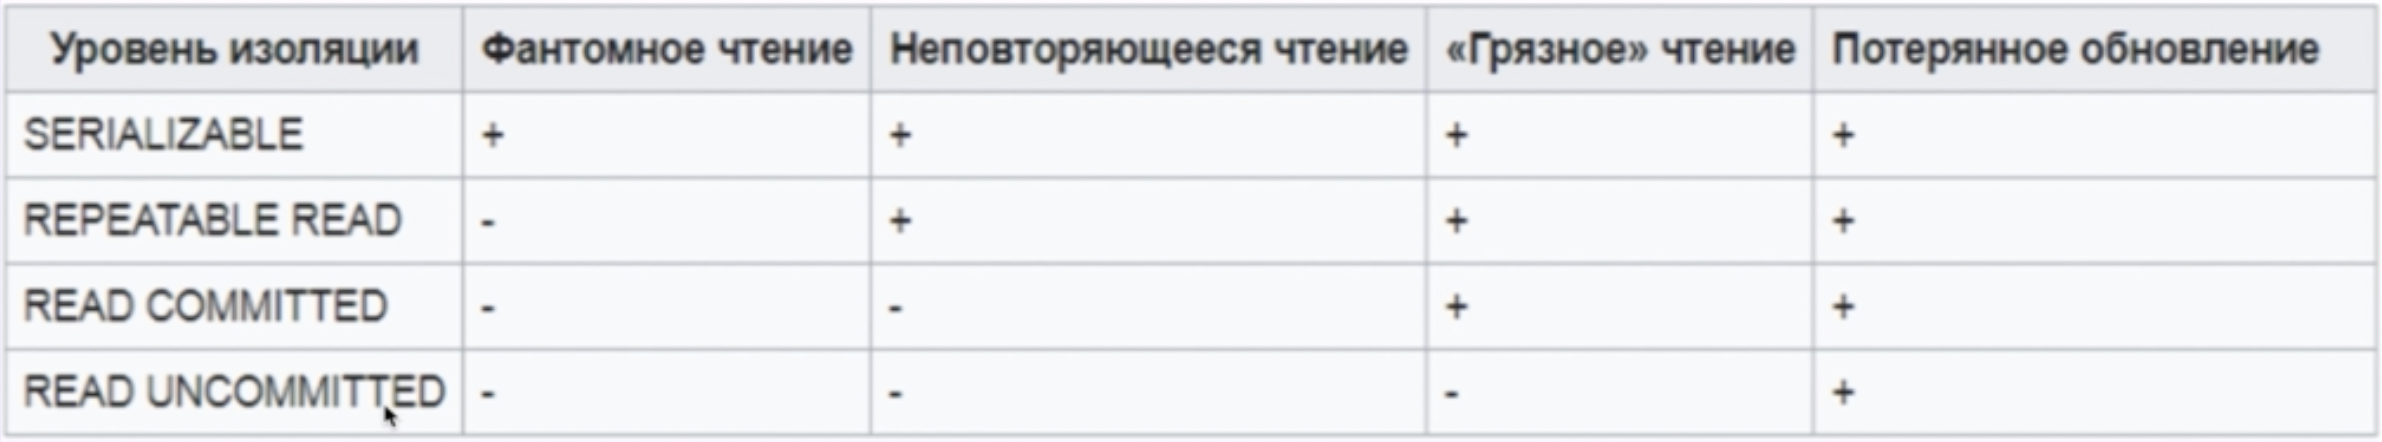 Уровень изоляции Фантомное чтение Неповторяющееся чтение «Грязное» чтение Потерянное обновление
SERIALIZABLE + + + +
REPEATABLE READ - + + +
READ COMMITTED - - + +
READ UNCOMMITTED - - - +